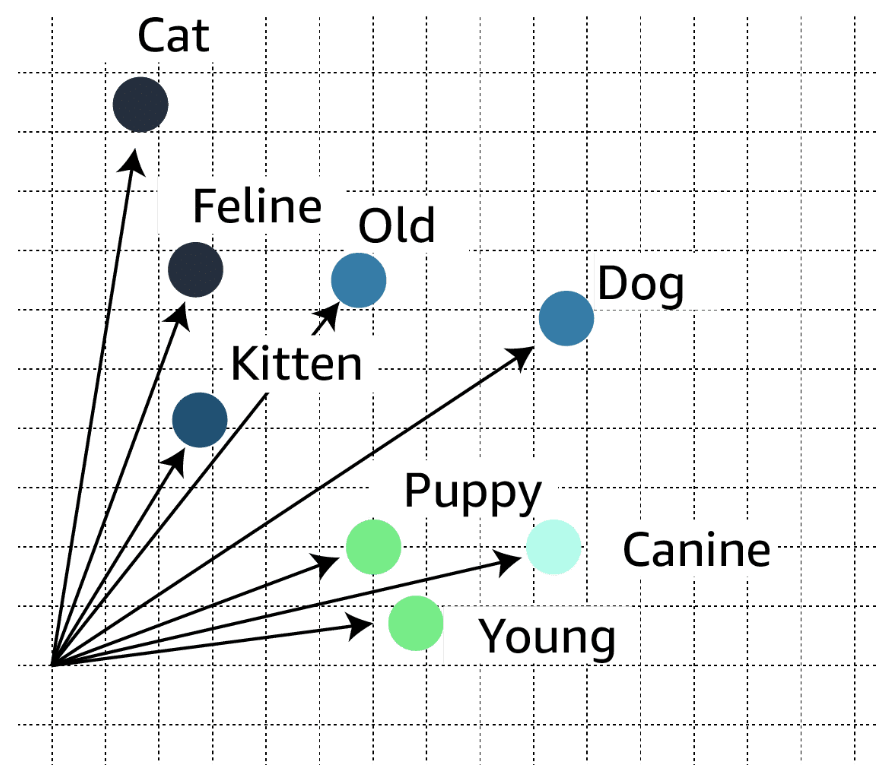 Cat
Feline
Old
Dog
Kitten
Puppy
Canine
Young